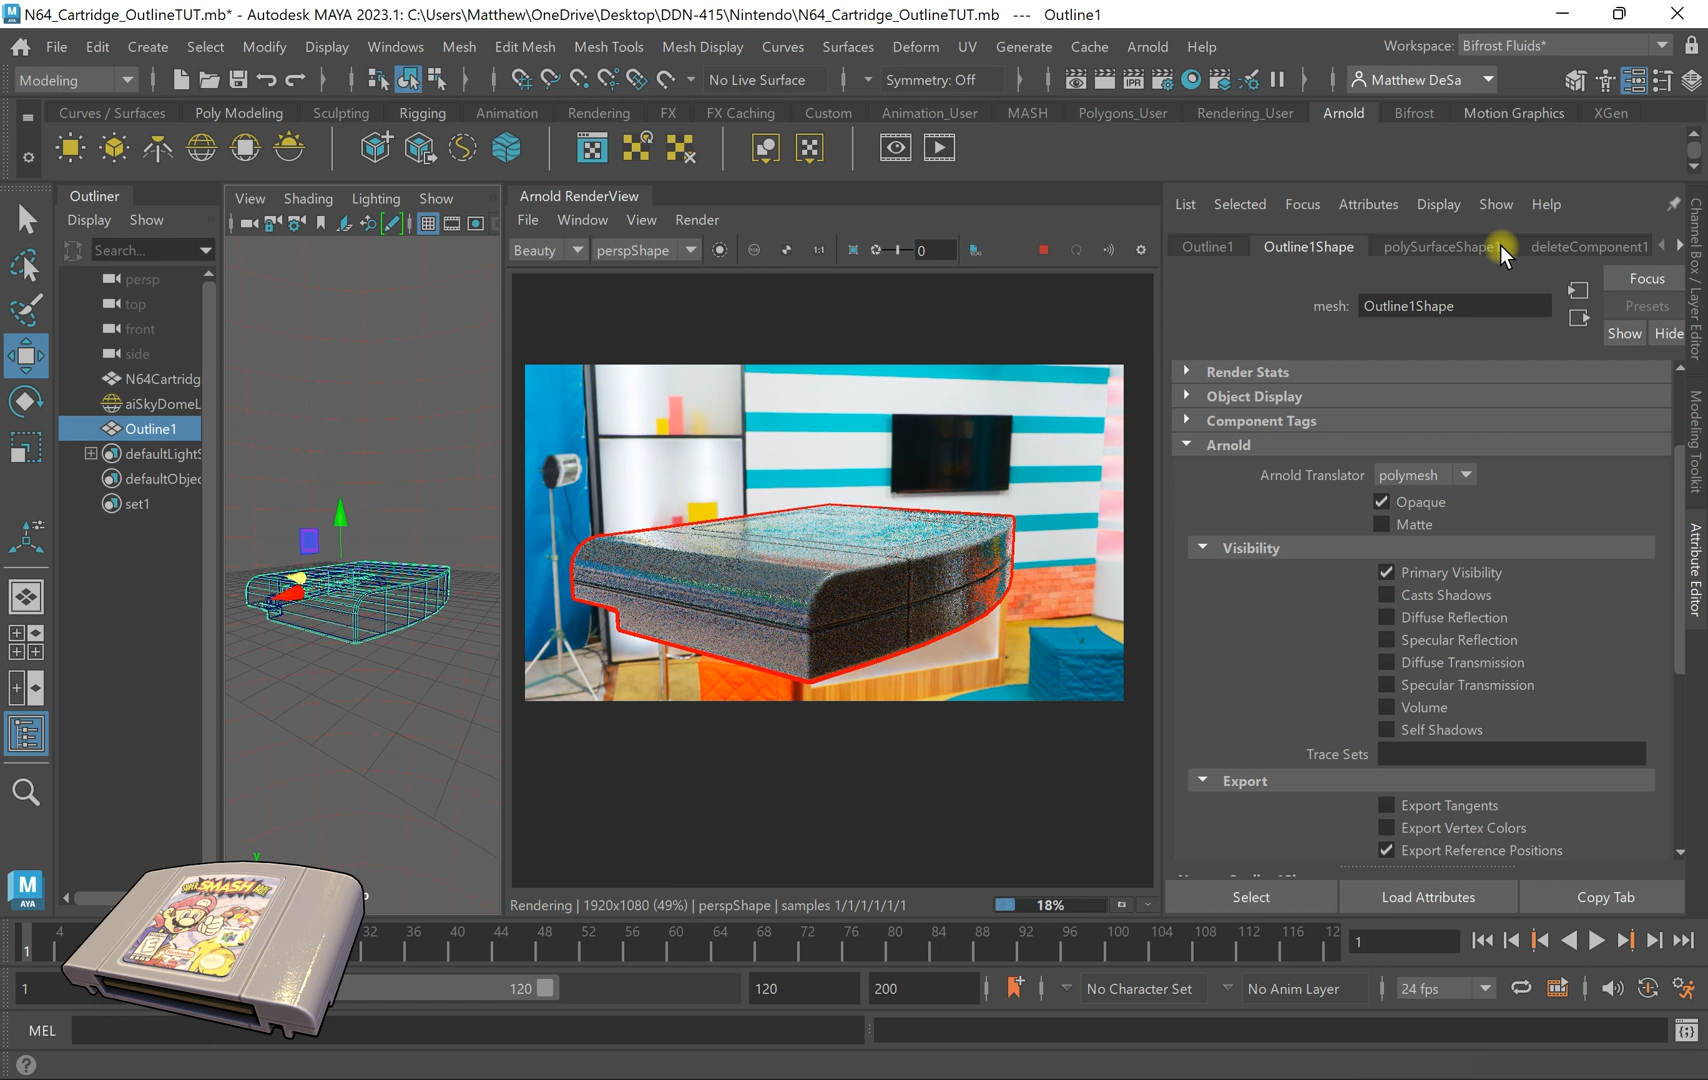 N64_Cartridge_OutlineTUT.mb* - Autodesk MAYA 2023.1: C:\Users\Matthew\OneDrive\Desktop\DDN-415\Nintendo\N64_Cartridge_OutlineTUT.mb --- Outline1
File Edit Create Select Modify Display Windows Mesh Edit Mesh Mesh Tools Mesh Display Curves Surfaces Deform UV Generate Cache Arnold Help Workspace: Bifrost Fluids*
Modeling No Live Surface Symmetry: Off IPR Matthew DeSa
Curves / Surfaces Poly Modeling Sculpting Rigging Animation Rendering FX FX Caching Custom Animation_User MASH Polygons_User Rendering_User Arnold Bifrost Motion Graphics XGen
Outliner
Display Show
Search...
persp
top
front
side
N64Cartridg
aiSkyDomeL
Outline1
defaultLightS
defaultObjec
set1
View Shading Lighting Show
Arnold RenderView
File Window View Render
Beauty perspShape 1:1 0
Rendering | 1920x1080 (49%) | perspShape | samples 1/1/1/1/1/1 18%
List Selected Focus Attributes Display Show Help
Outline1 Outline1Shape polySurfaceShape deleteComponent1
mesh: Outline1Shape
Focus
Presets
Show Hide
Render Stats
Object Display
Component Tags
Arnold
Arnold Translator polymesh
Opaque
Matte
Visibility
Primary Visibility
Casts Shadows
Diffuse Reflection
Specular Reflection
Diffuse Transmission
Specular Transmission
Volume
Self Shadows
Trace Sets
Export
Export Tangents
Export Vertex Colors
Export Reference Positions
Select Load Attributes Copy Tab
Channel Box / Layer Editor
Modeling Toolkit
Attribute Editor
M
AYA
y
SUPER SMASH BROS
E
Nintendo
1 4 32 36 40 44 48 52 56 60 64 68 72 76 80 84 88 92 96 100 104 108 112 116 12 1
1 120 120 200 No Character Set No Anim Layer 24 fps
MEL